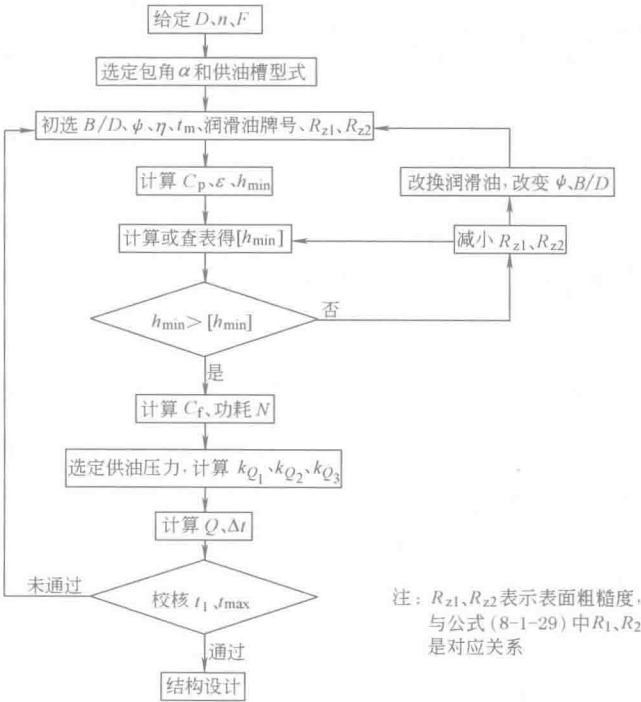 给定 D、n、F
选定包角 α 和供油槽型式
初选 B/D、ψ、η、tm、润滑油牌号、Rz1、Rz2
计算 Cp、ε、hmin
改换润滑油，改变 ψ、B/D
计算或查表得[hmin]
减小 Rz1、Rz2
hmin＞[hmin]
否
是
计算 Cf、功耗 N
选定供油压力，计算 kQ1、kQ2、kQ3
计算 Q、Δt
未通过
校核 t1、tmax
通过
结构设计
注：Rz1、Rz2表示表面粗糙度，
与公式（8-1-29）中R1、R2
是对应关系